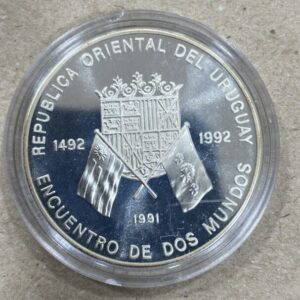 REPUBLICA ORIENTAL DEL URUGUAY
1492
1992
1991
ENCUENTRO DE DOS MUNDOS